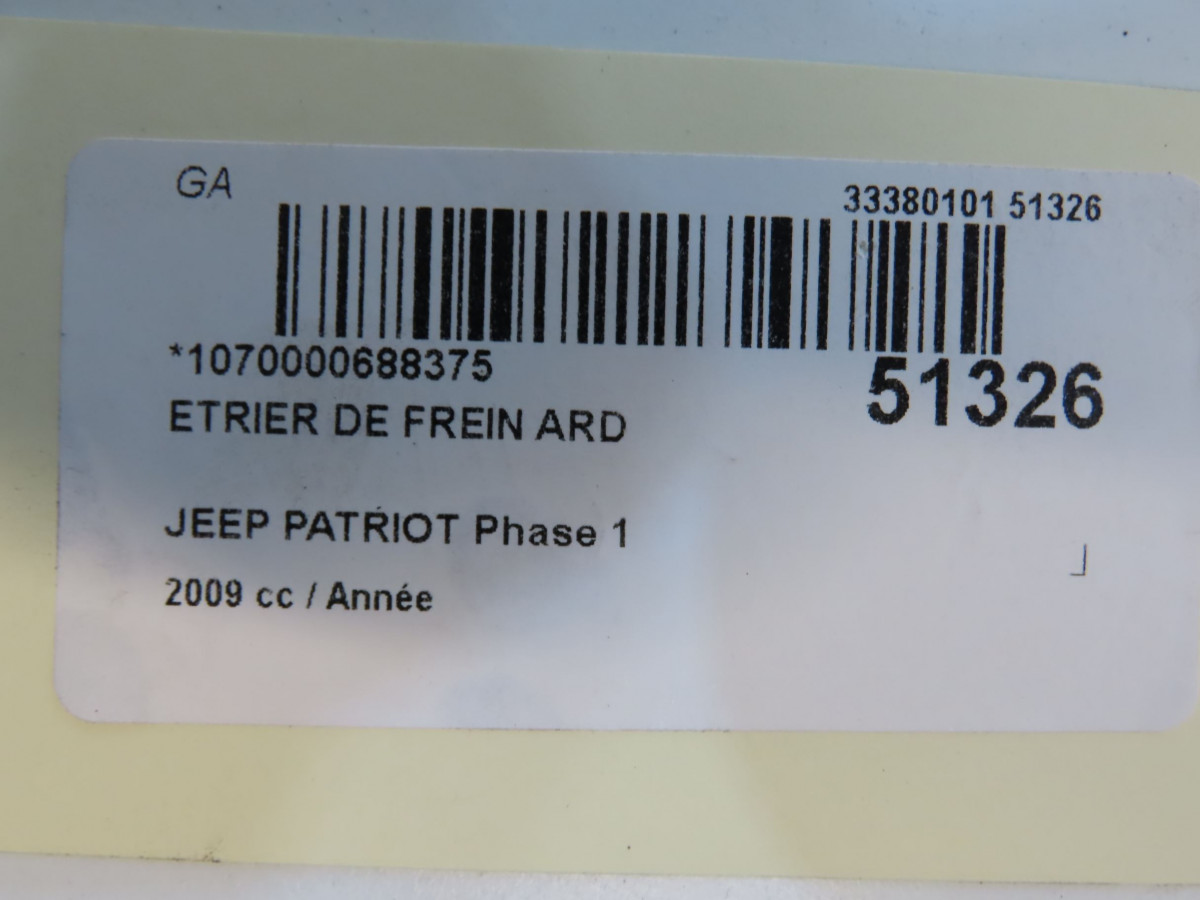 GA
33380101 51326
*1070000688375
51326
ETRIER DE FREIN ARD
JEEP PATRIOT Phase 1
2009 cc / Année